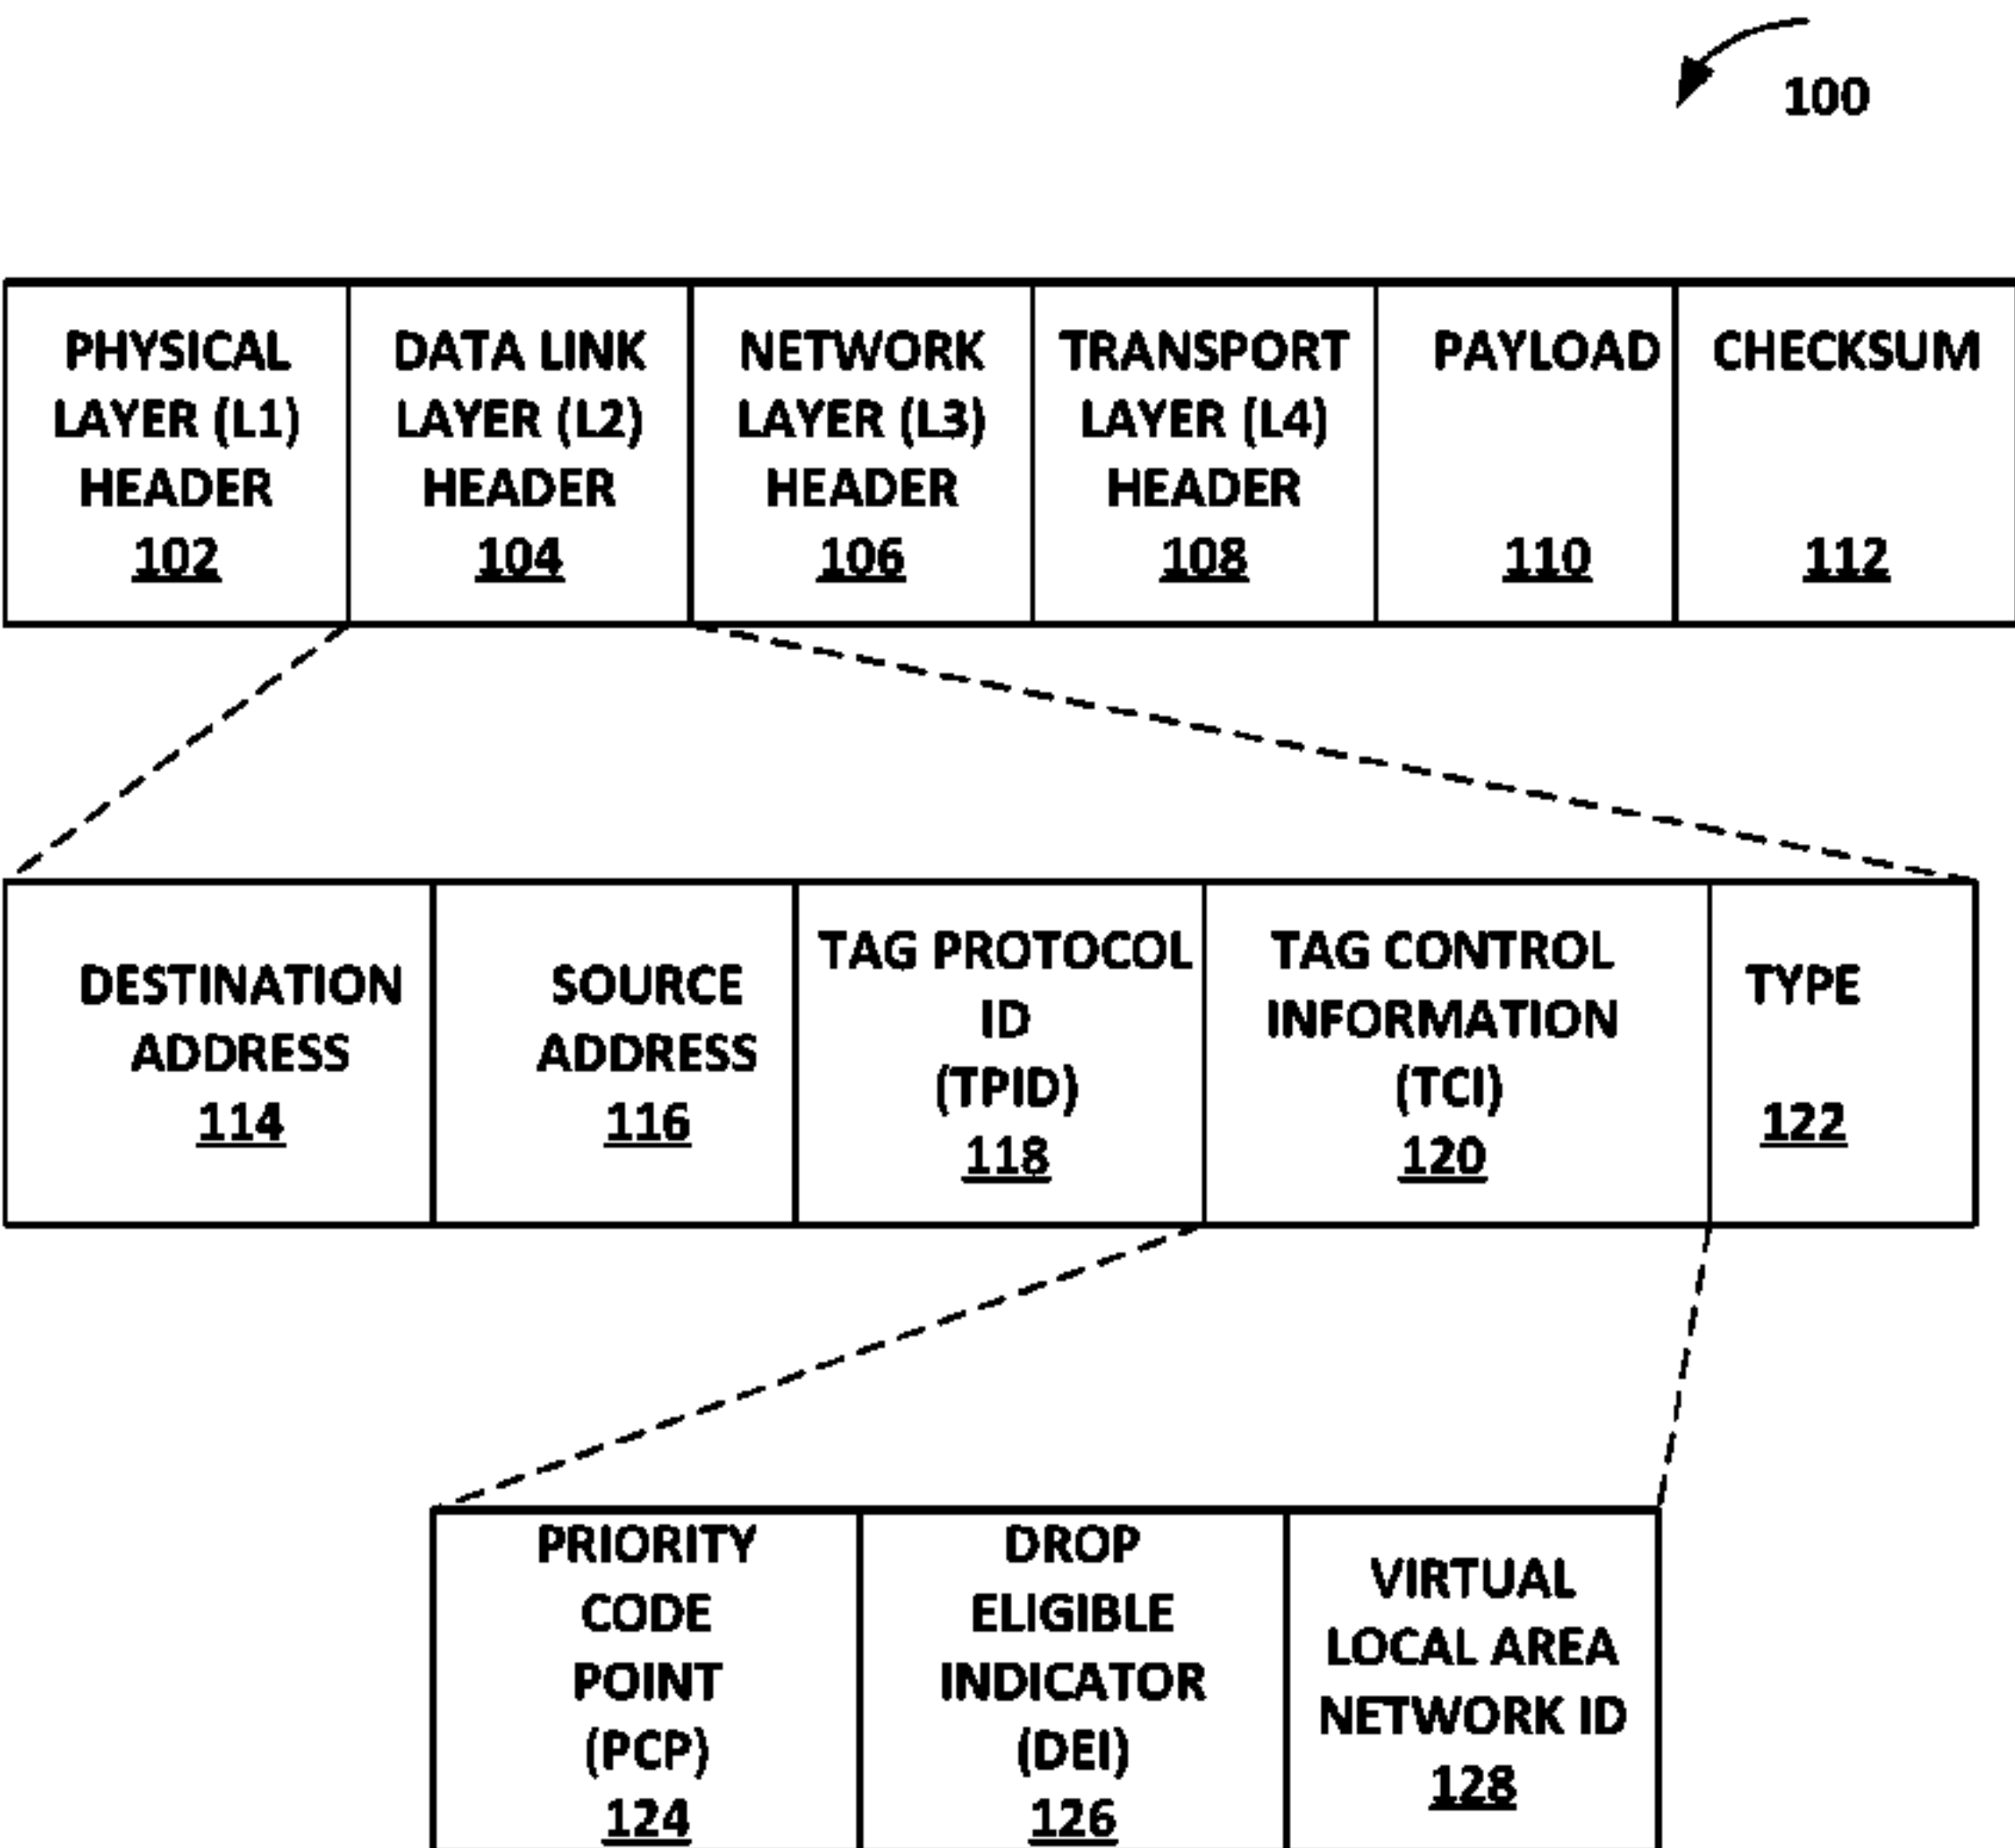 100
PHYSICAL
LAYER (L1)
HEADER
102
DATA LINK
LAYER (L2)
HEADER
104
NETWORK
LAYER (L3)
HEADER
106
TRANSPORT
LAYER (L4)
HEADER
108
PAYLOAD
110
CHECKSUM
112
DESTINATION
ADDRESS
114
SOURCE
ADDRESS
116
TAG PROTOCOL
ID
(TPID)
118
TAG CONTROL
INFORMATION
(TCI)
120
TYPE
122
PRIORITY
CODE
POINT
(PCP)
124
DROP
ELIGIBLE
INDICATOR
(DEI)
126
VIRTUAL
LOCAL AREA
NETWORK ID
128